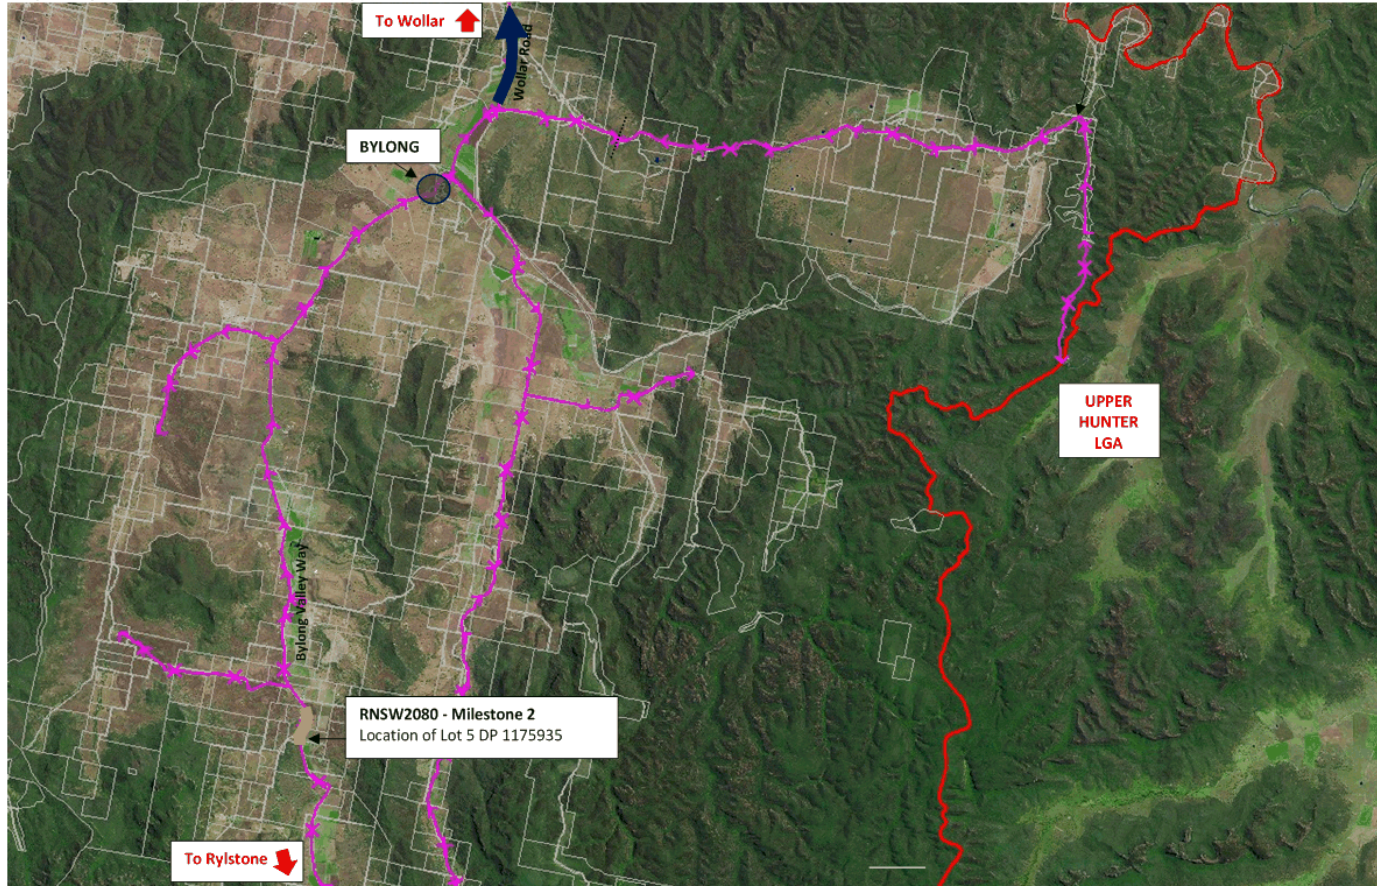 To Wollar
Wollar Road
BYLONG
UPPER
HUNTER
LGA
Bylong Valley Way
RNSW2080 - Milestone 2
Location of Lot 5 DP 1175935
To Rylstone